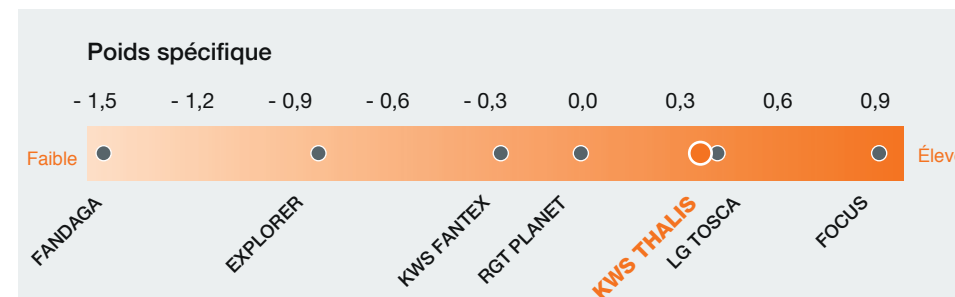 Poids spécifique
- 1,5 - 1,2 - 0,9 - 0,6 - 0,3 0,0 0,3 0,6 0,9
Faible Élevé
FANDAGA
EXPLORER
KWS FANTEX
RGT PLANET
KWS THALIS
LG TOSCA
FOCUS